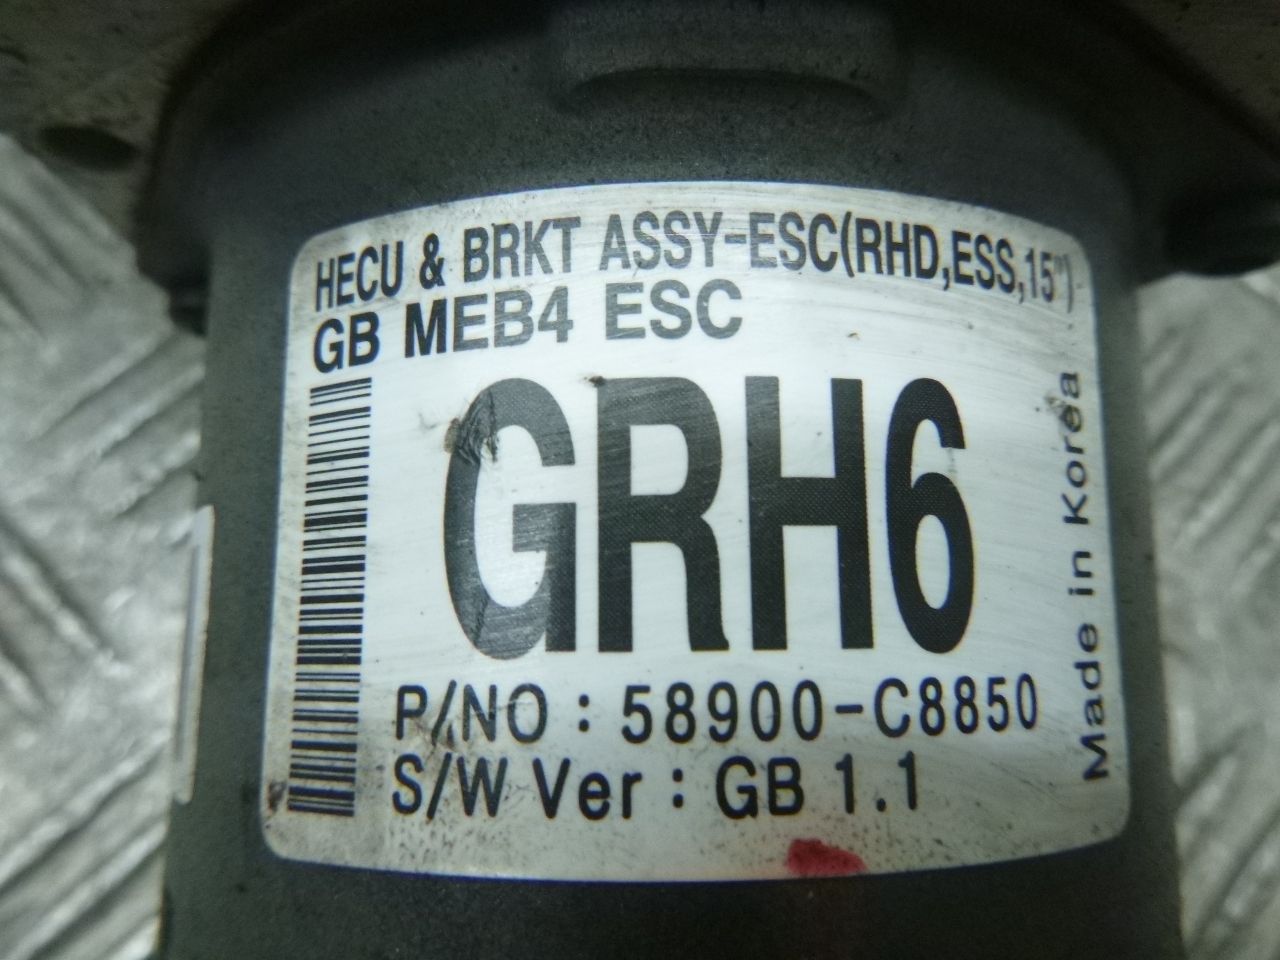 HECU & BRKT ASSY-ESC(RHD,ESS,15")
GB MEB4 ESC
GRH6
P/NO : 58900-C8850
S/W Ver : GB 1.1
Made in Korea